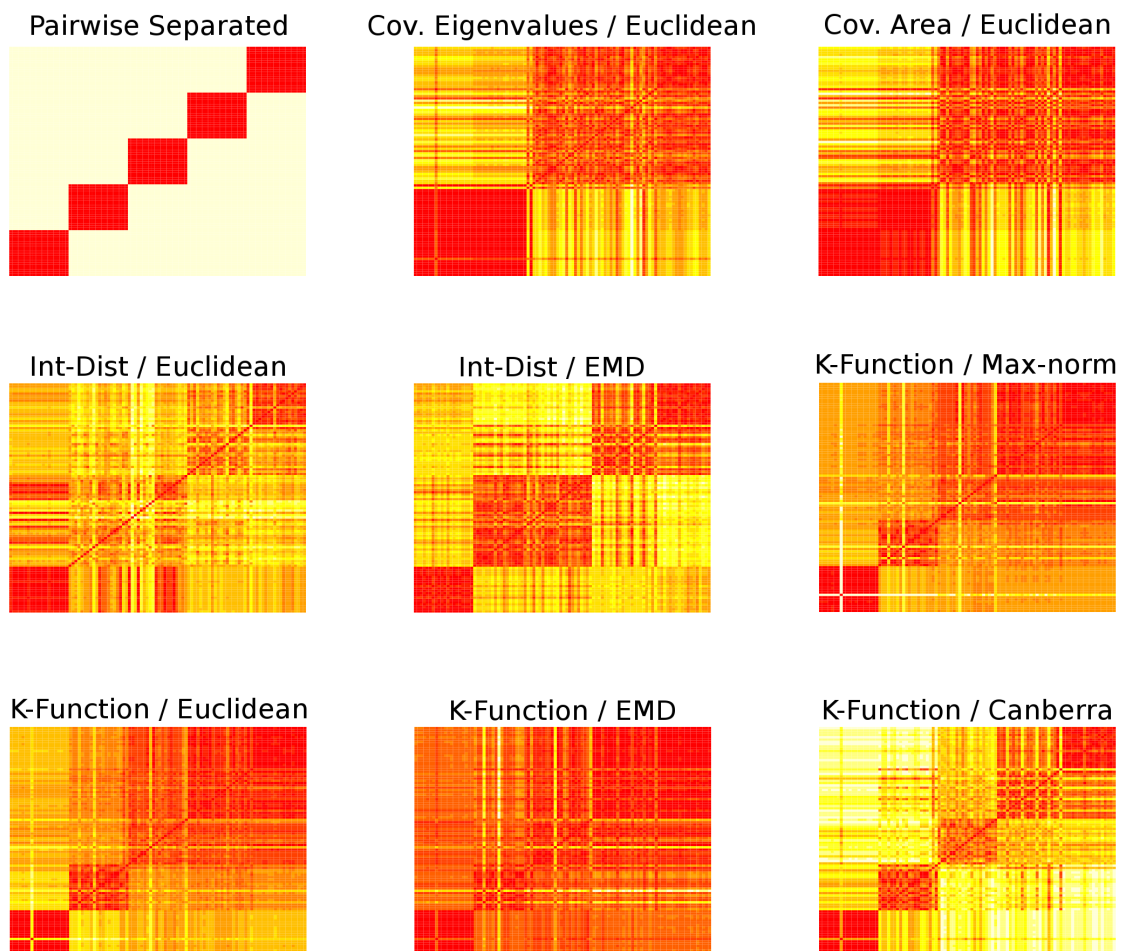 Pairwise Separated
Cov. Eigenvalues / Euclidean
Cov. Area / Euclidean
Int-Dist / Euclidean
Int-Dist / EMD
K-Function / Max-norm
K-Function / Euclidean
K-Function / EMD
K-Function / Canberra